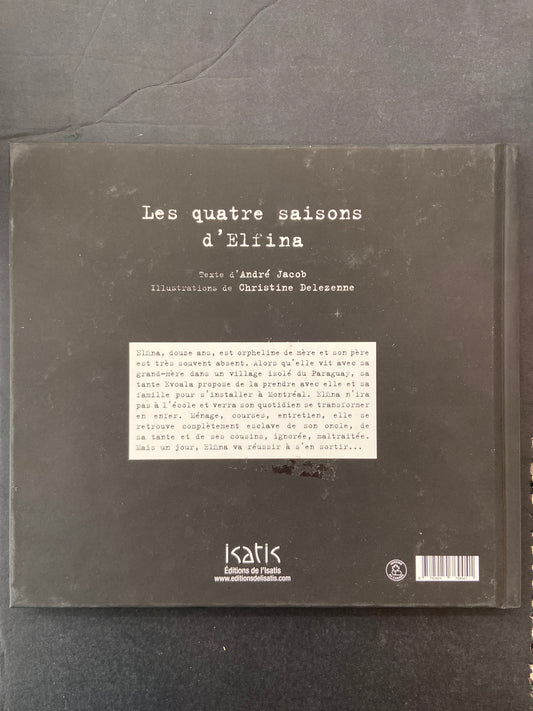 Les quatre saisons
d'Elfina
Texte d'André Jacob
Illustrations de Christine Delezenne
Elfina, douze ans, est orpheline de mère et son père
est très souvent absent. Alors qu'elle vit avec sa
grand-mère dans un village isolé du Paraguay, sa
tante Evoala propose de la prendre avec elle et sa
famille pour s'installer à Montréal. Elfina n'ira
pas à l'école et verra son quotidien se transformer
en enfer. Ménage, courses, entretien, elle se
retrouve complètement esclave de son oncle, de
sa tante et de ses cousins, ignorée, maltraitée.
Mais un jour, Elfina va réussir à s'en sortir...
isatis
Éditions de l'Isatis
www.editionsdelisatis.com